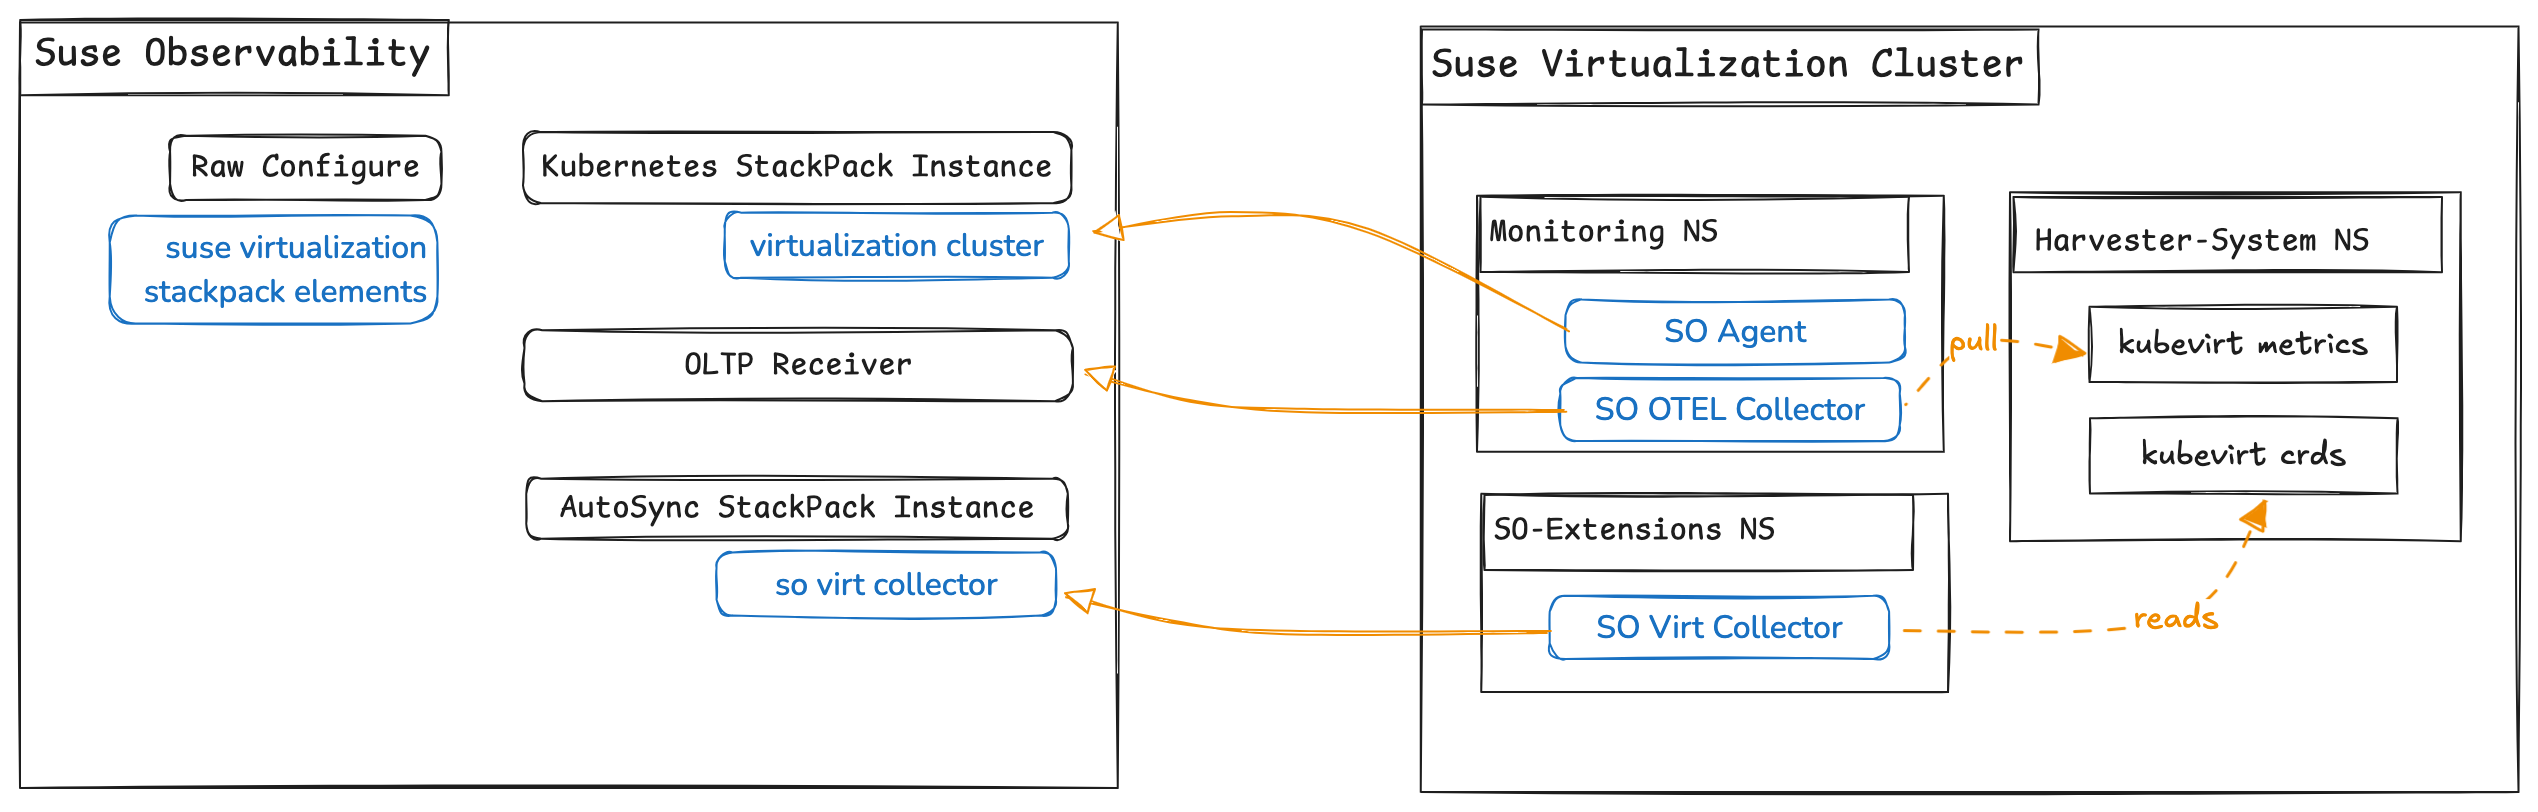 Suse Observability
Raw Configure
suse virtualization
stackpack elements
Kubernetes StackPack Instance
virtualization cluster
OLTP Receiver
AutoSync StackPack Instance
so virt collector
Suse Virtualization Cluster
Monitoring NS
SO Agent
SO OTEL Collector
pull
SO-Extensions NS
SO Virt Collector
reads
Harvester-System NS
kubevirt metrics
kubevirt crds